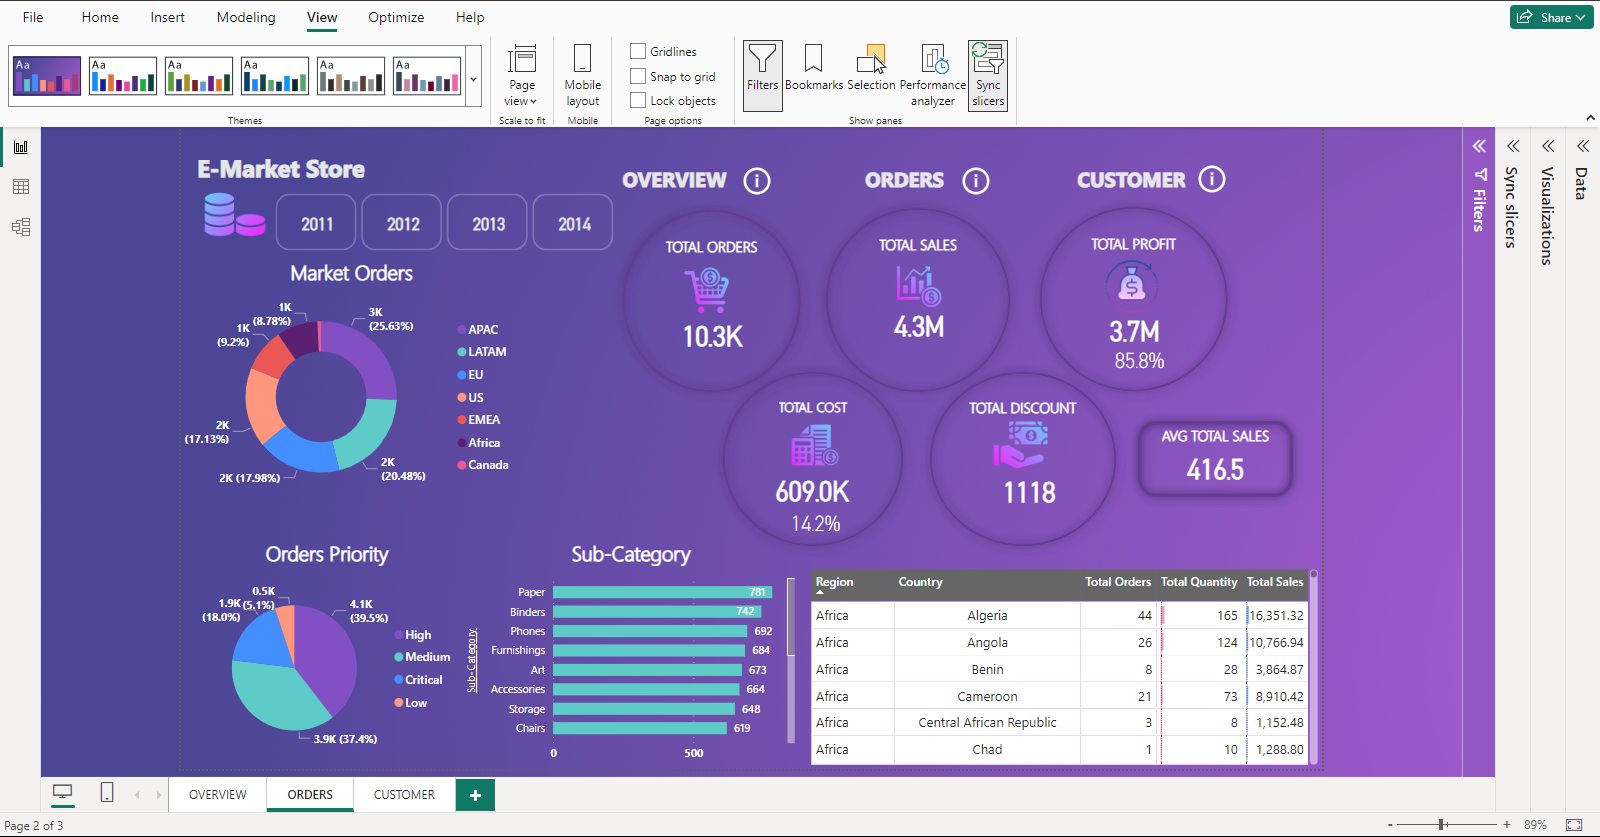 File Home Insert Modeling View Optimize Help
Share
Aa Aa Aa Aa Aa Aa
Themes
Page view
Scale to fit
Mobile layout
Mobile
Gridlines
Snap to grid
Lock objects
Page options
Filters
Bookmarks
Selection
Performance analyzer
Sync slicers
Show panes
E-Market Store
2011 2012 2013 2014
OVERVIEW i ORDERS i CUSTOMER i
TOTAL ORDERS
10.3K
TOTAL SALES
4.3M
TOTAL PROFIT
3.7M
85.8%
TOTAL COST
609.0K
14.2%
TOTAL DISCOUNT
1118
AVG TOTAL SALES
416.5
Market Orders
3K
(25.63%)
2K
(20.48%)
2K (17.98%)
2K
(17.13%)
1K
(9.2%)
1K
(8.78%)
APAC
LATAM
EU
US
EMEA
Africa
Canada
Orders Priority
4.1K
(39.5%)
3.9K (37.4%)
1.9K
(18.0%)
0.5K
(5.1%)
High
Medium
Critical
Low
Sub-Category
Sub-Category
Paper 781
Binders 742
Phones 692
Furnishings 684
Art 673
Accessories 664
Storage 648
Chairs 619
0 500
Region Country Total Orders Total Quantity Total Sales
Africa Algeria 44 165 16,351.32
Africa Angola 26 124 10,766.94
Africa Benin 8 28 3,864.87
Africa Cameroon 21 73 8,910.42
Africa Central African Republic 3 8 1,152.48
Africa Chad 1 10 1,288.80
Filters
Sync slicers
Visualizations
Data
OVERVIEW ORDERS CUSTOMER +
Page 2 of 3
- + 89%